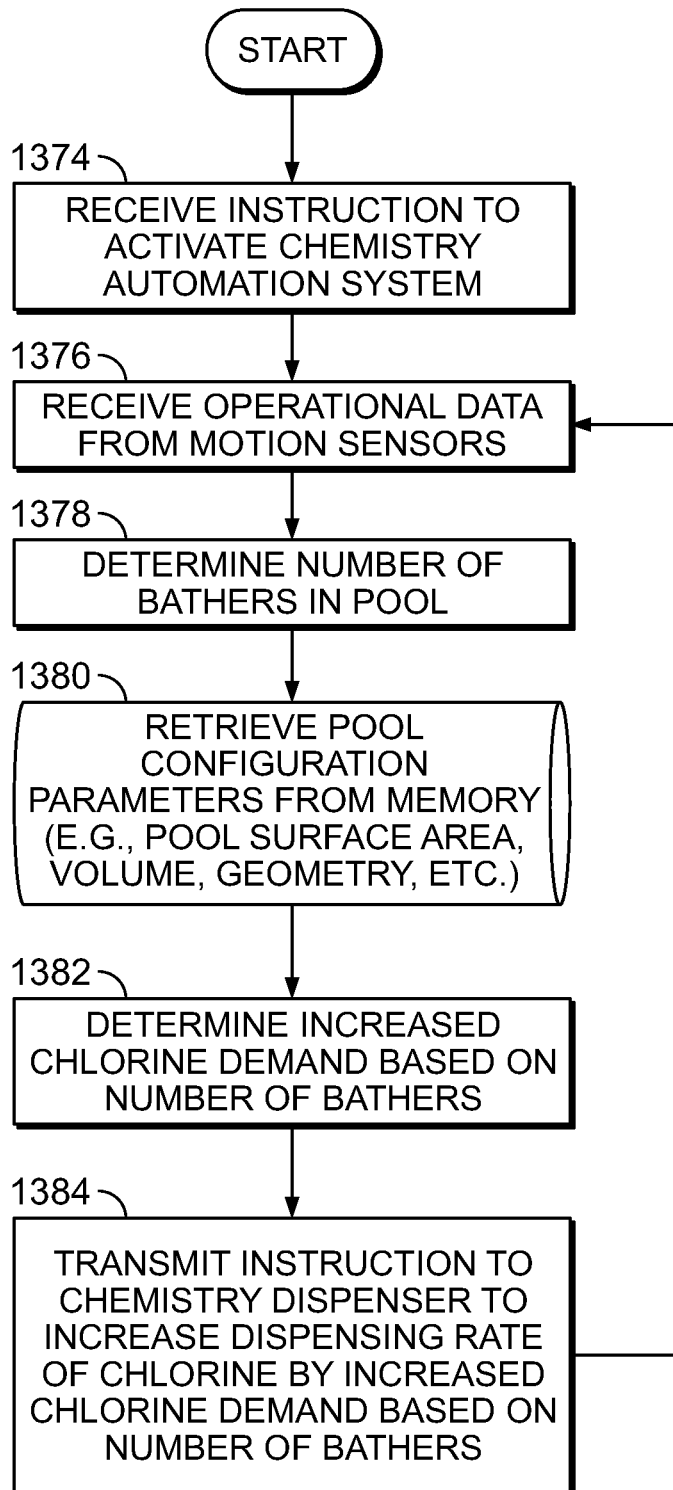 START
1374
RECEIVE INSTRUCTION TO
ACTIVATE CHEMISTRY
AUTOMATION SYSTEM
1376
RECEIVE OPERATIONAL DATA
FROM MOTION SENSORS
1378
DETERMINE NUMBER OF
BATHERS IN POOL
1380
RETRIEVE POOL
CONFIGURATION
PARAMETERS FROM MEMORY
(E.G., POOL SURFACE AREA,
VOLUME, GEOMETRY, ETC.)
1382
DETERMINE INCREASED
CHLORINE DEMAND BASED ON
NUMBER OF BATHERS
1384
TRANSMIT INSTRUCTION TO
CHEMISTRY DISPENSER TO
INCREASE DISPENSING RATE
OF CHLORINE BY INCREASED
CHLORINE DEMAND BASED ON
NUMBER OF BATHERS